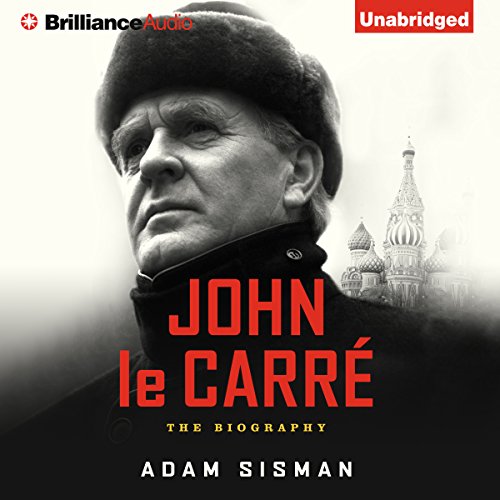 BrillianceAudio
Unabridged
JOHN
le CARRÉ
THE BIOGRAPHY
ADAM SISMAN